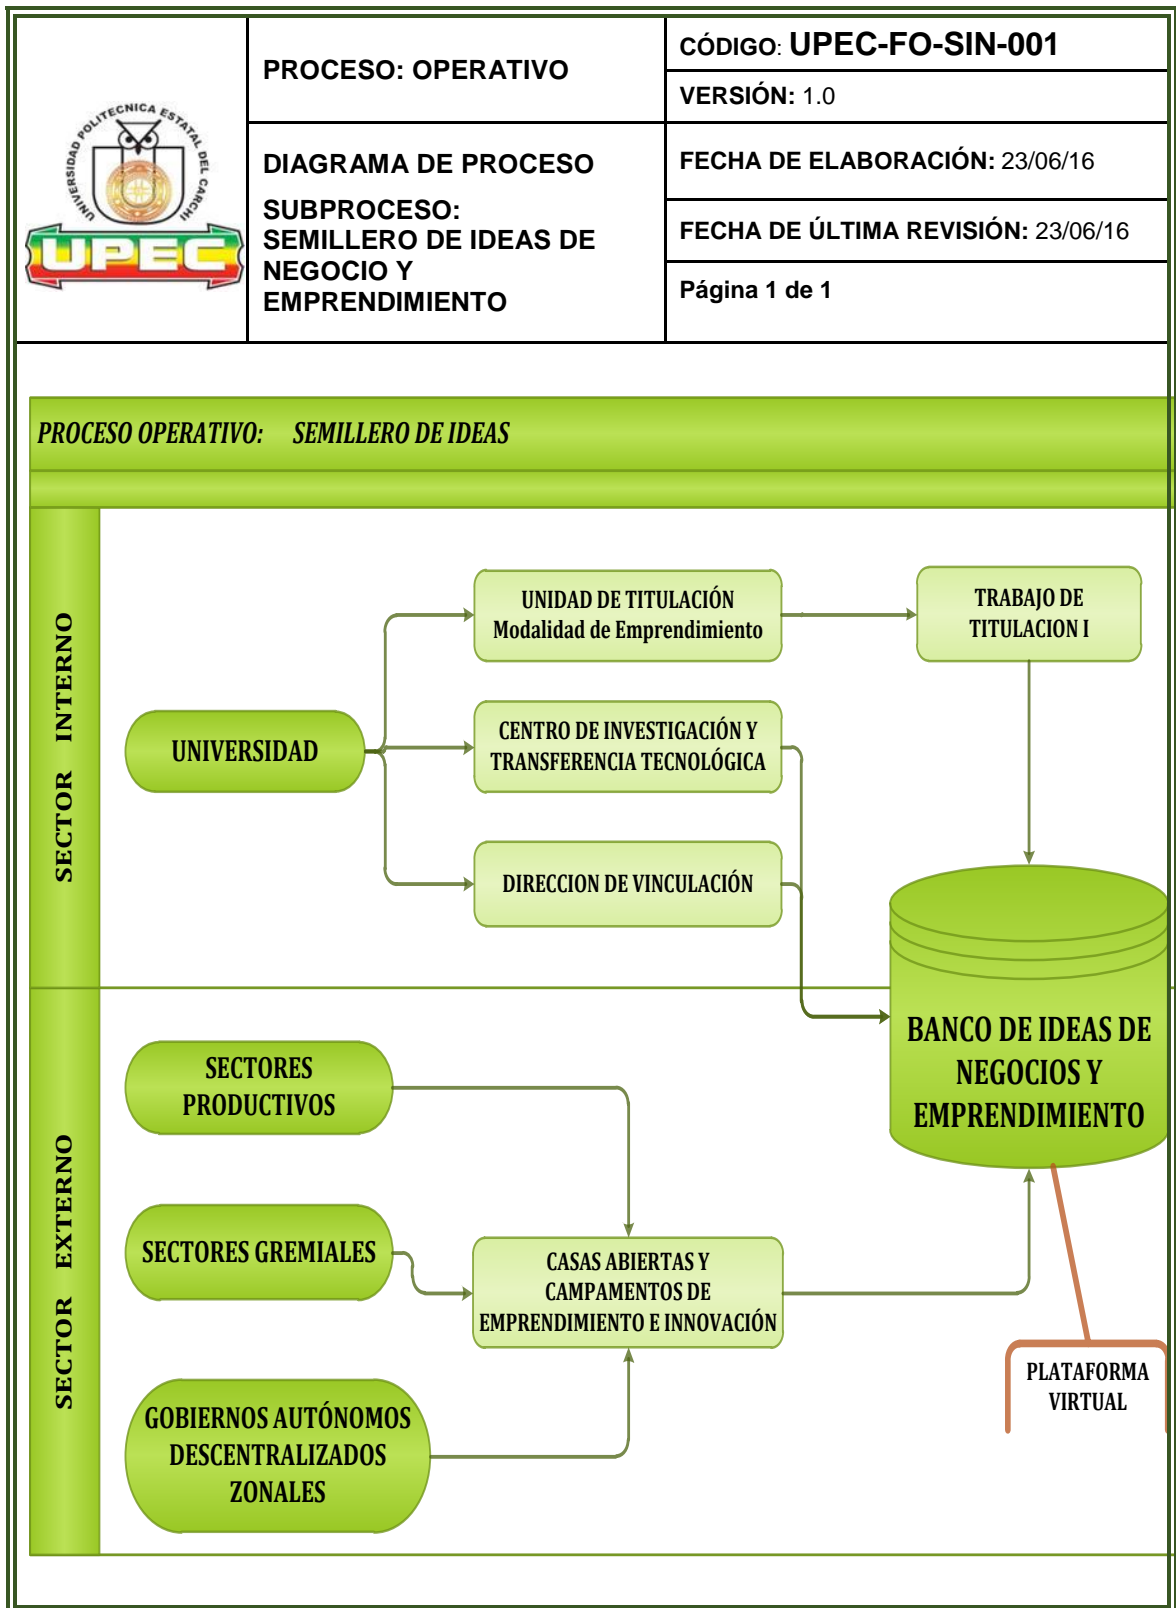 UNIVERSIDAD POLITECNICA ESTATAL DEL CARCHI
UPEC
PROCESO: OPERATIVO
CÓDIGO: UPEC-FO-SIN-001
VERSIÓN: 1.0
DIAGRAMA DE PROCESO
SUBPROCESO:
SEMILLERO DE IDEAS DE
NEGOCIO Y
EMPRENDIMIENTO
FECHA DE ELABORACIÓN: 23/06/16
FECHA DE ÚLTIMA REVISIÓN: 23/06/16
Página 1 de 1
PROCESO OPERATIVO: SEMILLERO DE IDEAS
SECTOR INTERNO
UNIDAD DE TITULACIÓN
Modalidad de Emprendimiento
TRABAJO DE
TITULACION I
UNIVERSIDAD
CENTRO DE INVESTIGACIÓN Y
TRANSFERENCIA TECNOLÓGICA
DIRECCION DE VINCULACIÓN
BANCO DE IDEAS DE
NEGOCIOS Y
EMPRENDIMIENTO
SECTOR EXTERNO
SECTORES
PRODUCTIVOS
SECTORES GREMIALES
CASAS ABIERTAS Y
CAMPAMENTOS DE
EMPRENDIMIENTO E INNOVACIÓN
GOBIERNOS AUTÓNOMOS
DESCENTRALIZADOS
ZONALES
PLATAFORMA
VIRTUAL